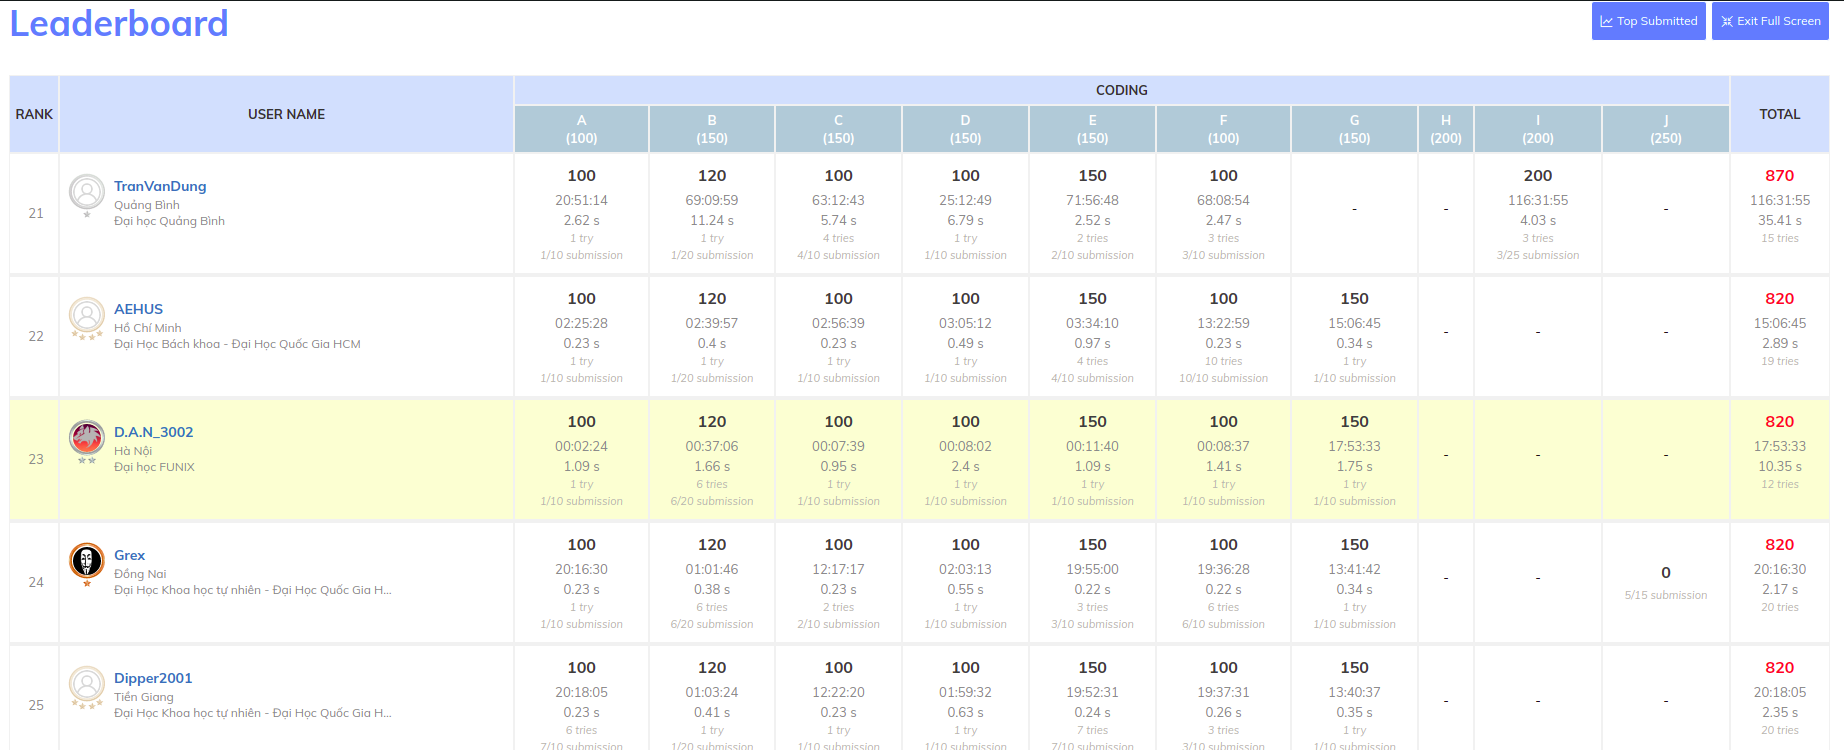 Leaderboard
Top Submitted
Exit Full Screen
RANK
USER NAME
CODING
TOTAL
A
(100)
B
(150)
C
(150)
D
(150)
E
(150)
F
(100)
G
(150)
H
(200)
I
(200)
J
(250)
21
TranVanDung
Quảng Bình
Đại học Quảng Bình
100
20:51:14
2.62 s
1 try
1/10 submission
120
69:09:59
11.24 s
1 try
1/20 submission
100
63:12:43
5.74 s
4 tries
4/10 submission
100
25:12:49
6.79 s
1 try
1/10 submission
150
71:56:48
2.52 s
2 tries
2/10 submission
100
68:08:54
2.47 s
3 tries
3/10 submission
-
-
200
116:31:55
4.03 s
3 tries
3/25 submission
-
870
116:31:55
35.41 s
15 tries
22
AEHUS
Hồ Chí Minh
Đại Học Bách khoa - Đại Học Quốc Gia HCM
100
02:25:28
0.23 s
1 try
1/10 submission
120
02:39:57
0.4 s
1 try
1/20 submission
100
02:56:39
0.23 s
1 try
1/10 submission
100
03:05:12
0.49 s
1 try
1/10 submission
150
03:34:10
0.97 s
4 tries
4/10 submission
100
13:22:59
0.23 s
10 tries
10/10 submission
150
15:06:45
0.34 s
1 try
1/10 submission
-
-
-
820
15:06:45
2.89 s
19 tries
23
D.A.N_3002
Hà Nội
Đại học FUNIX
100
00:02:24
1.09 s
1 try
1/10 submission
120
00:37:06
1.66 s
6 tries
6/20 submission
100
00:07:39
0.95 s
1 try
1/10 submission
100
00:08:02
2.4 s
1 try
1/10 submission
150
00:11:40
1.09 s
1 try
1/10 submission
100
00:08:37
1.41 s
1 try
1/10 submission
150
17:53:33
1.75 s
1 try
1/10 submission
-
-
-
820
17:53:33
10.35 s
12 tries
24
Grex
Đồng Nai
Đại Học Khoa học tự nhiên - Đại Học Quốc Gia H...
100
20:16:30
0.23 s
1 try
1/10 submission
120
01:01:46
0.38 s
6 tries
6/20 submission
100
12:17:17
0.23 s
2 tries
2/10 submission
100
02:03:13
0.55 s
1 try
1/10 submission
150
19:55:00
0.22 s
3 tries
3/10 submission
100
19:36:28
0.22 s
6 tries
6/10 submission
150
13:41:42
0.34 s
1 try
1/10 submission
-
-
0
5/15 submission
820
20:16:30
2.17 s
20 tries
25
Dipper2001
Tiền Giang
Đại Học Khoa học tự nhiên - Đại Học Quốc Gia H...
100
20:18:05
0.23 s
6 tries
7/10 submission
120
01:03:24
0.41 s
1 try
1/20 submission
100
12:22:20
0.23 s
1 try
1/10 submission
100
01:59:32
0.63 s
1 try
1/10 submission
150
19:52:31
0.24 s
7 tries
7/10 submission
100
19:37:31
0.26 s
3 tries
3/10 submission
150
13:40:37
0.35 s
1 try
1/10 submission
-
-
-
820
20:18:05
2.35 s
20 tries